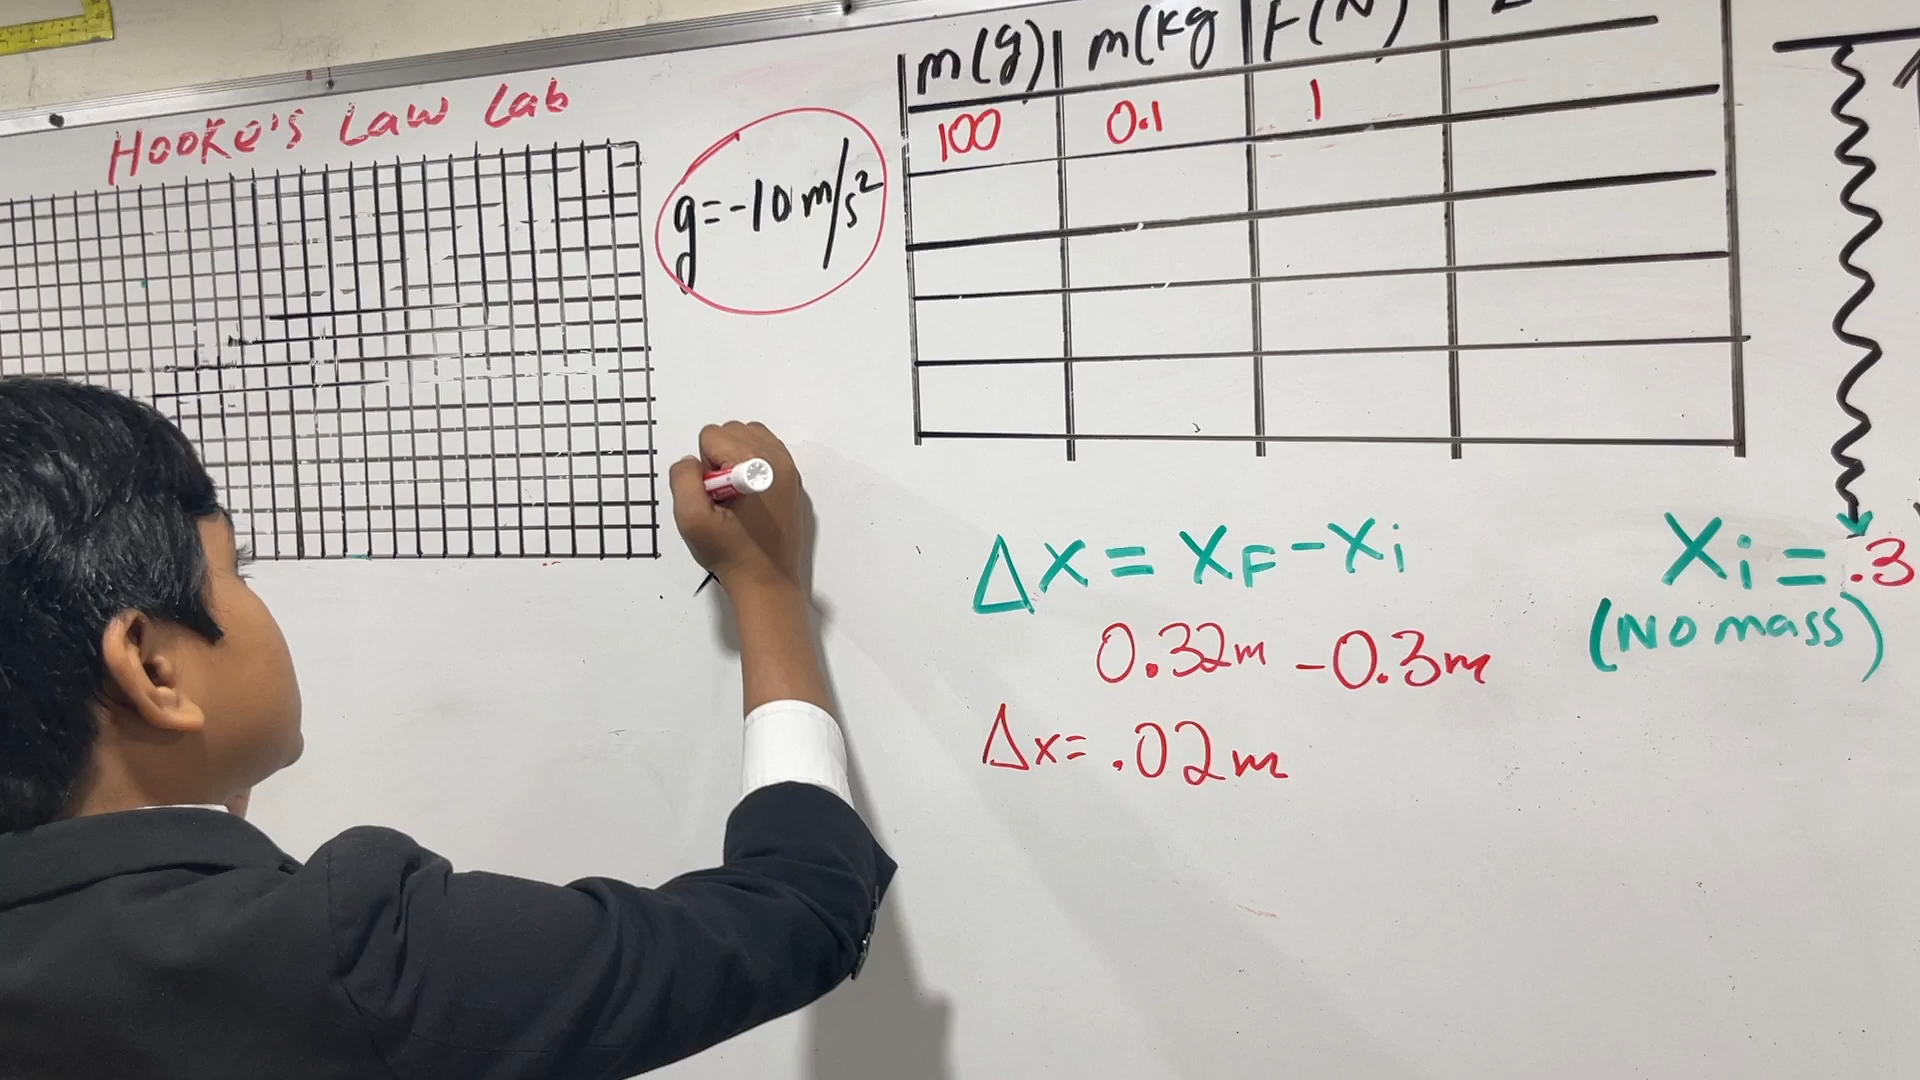 Hooke's Law Lab
g=-10m/s²
m(g) m(kg F(N)
100 0.1 1
Δx = xF - xi
0.32m - 0.3m
Δx= .02m
Xi = .3
(No mass)